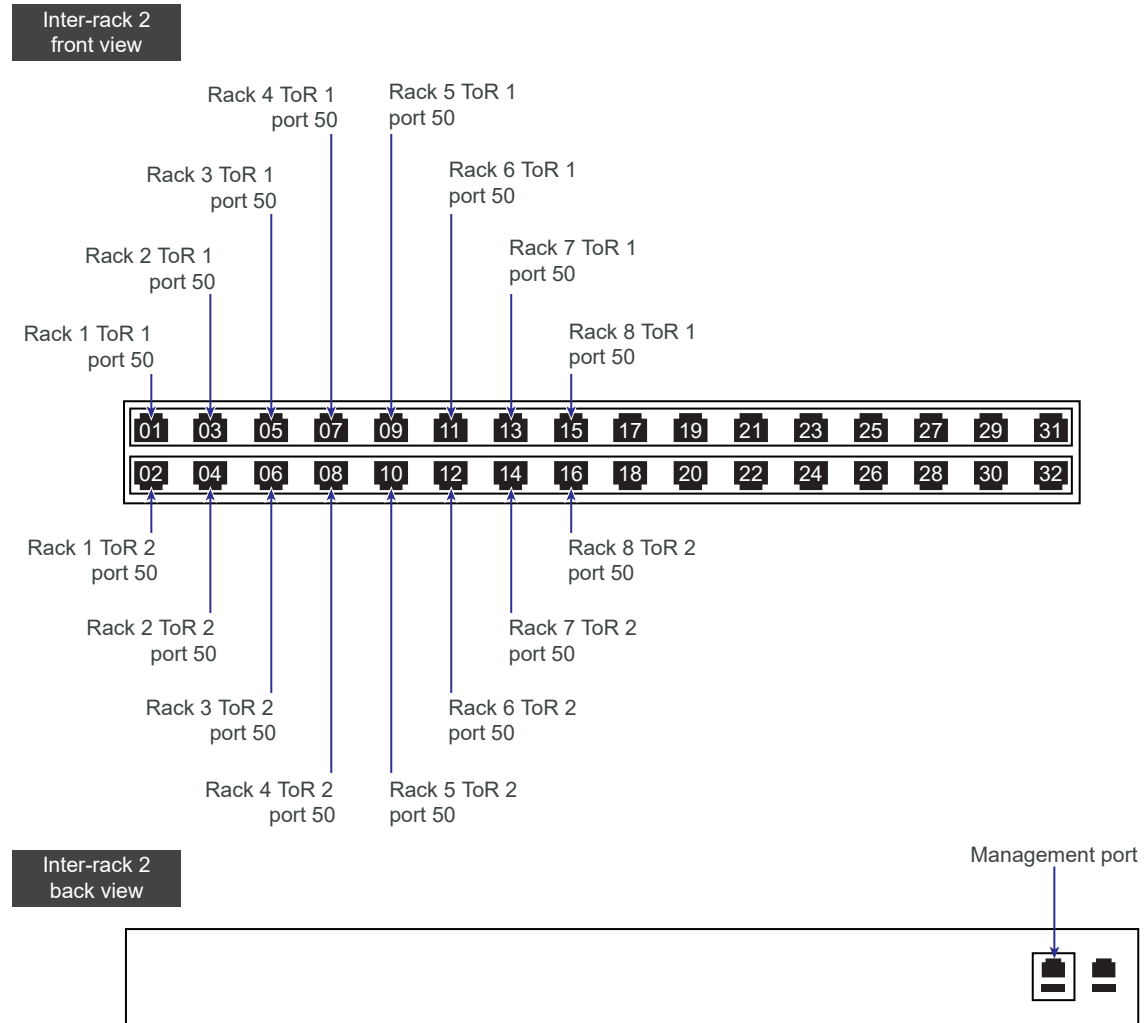 Inter-rack 2
front view
Rack 4 ToR 1
port 50
Rack 5 ToR 1
port 50
Rack 3 ToR 1
port 50
Rack 6 ToR 1
port 50
Rack 2 ToR 1
port 50
Rack 7 ToR 1
port 50
Rack 1 ToR 1
port 50
Rack 8 ToR 1
port 50
01 03 05 07 09 11 13 15 17 19 21 23 25 27 29 31
02 04 06 08 10 12 14 16 18 20 22 24 26 28 30 32
Rack 1 ToR 2
port 50
Rack 8 ToR 2
port 50
Rack 2 ToR 2
port 50
Rack 7 ToR 2
port 50
Rack 3 ToR 2
port 50
Rack 6 ToR 2
port 50
Rack 4 ToR 2
port 50
Rack 5 ToR 2
port 50
Inter-rack 2
back view
Management port